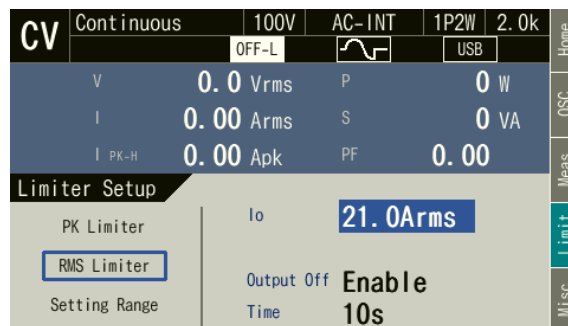 CV Continuous 100V AC-INT 1P2W 2.0k
OFF-L USB
V 0.0 Vrms P 0 W
I 0.00 Arms S 0 VA
I PK-H 0.00 Apk PF 0.00
Limiter Setup
PK Limiter
RMS Limiter
Setting Range
Io 21.0Arms
Output Off Enable
Time 10s
Home
OSC
Meas
Limit
Misc